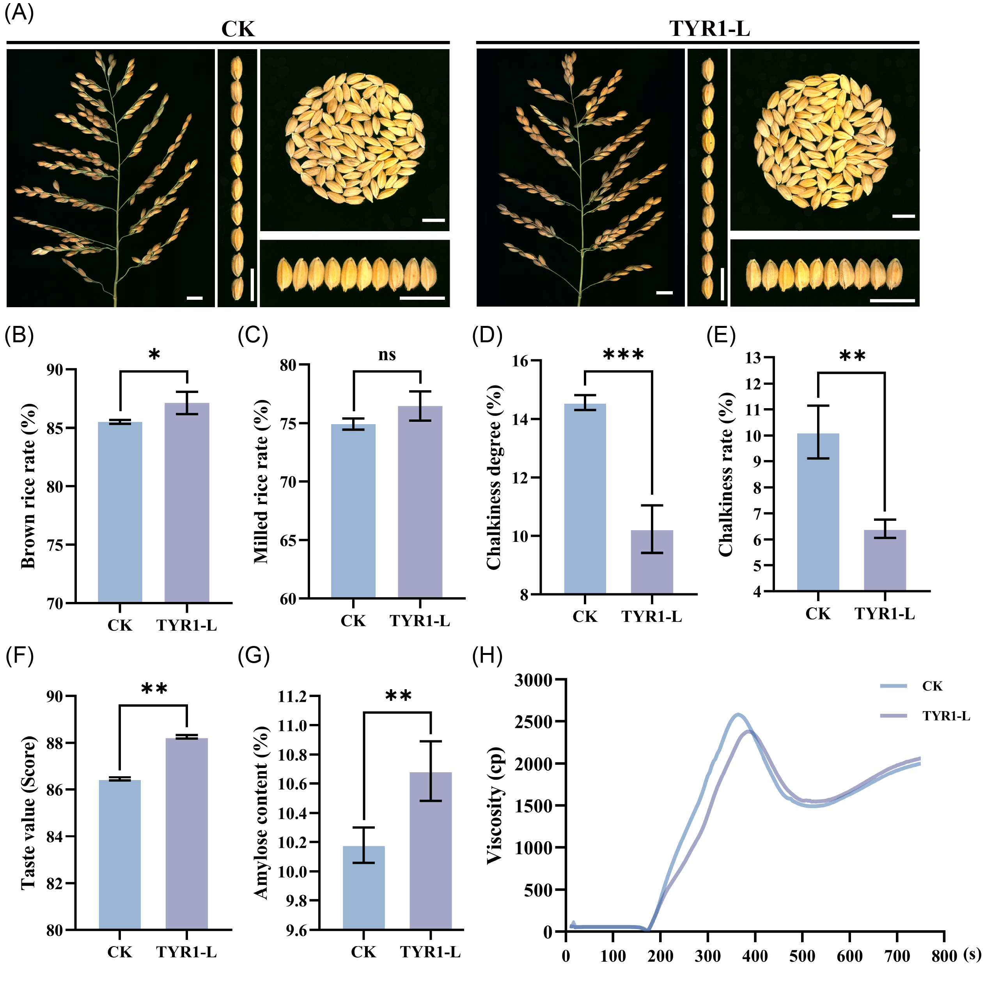 (A)
CK
TYR1-L
(B)
*
90
85
80
75
70
Brown rice rate (%)
CK
TYR1-L
(C)
ns
80
75
70
65
60
Milled rice rate (%)
CK
TYR1-L
(D)
***
16
14
12
10
8
Chalkiness degree (%)
CK
TYR1-L
(E)
**
13
12
11
10
9
8
7
6
5
4
Chalkiness rate (%)
CK
TYR1-L
(F)
**
90
88
86
84
82
80
Taste value (Score)
CK
TYR1-L
(G)
**
11.2
11.0
10.8
10.6
10.4
10.2
10.0
9.8
9.6
Amylose content (%)
CK
TYR1-L
(H)
3000
2500
2000
1500
1000
500
0
Viscosity (cp)
CK
TYR1-L
0 100 200 300 400 500 600 700 800 (s)